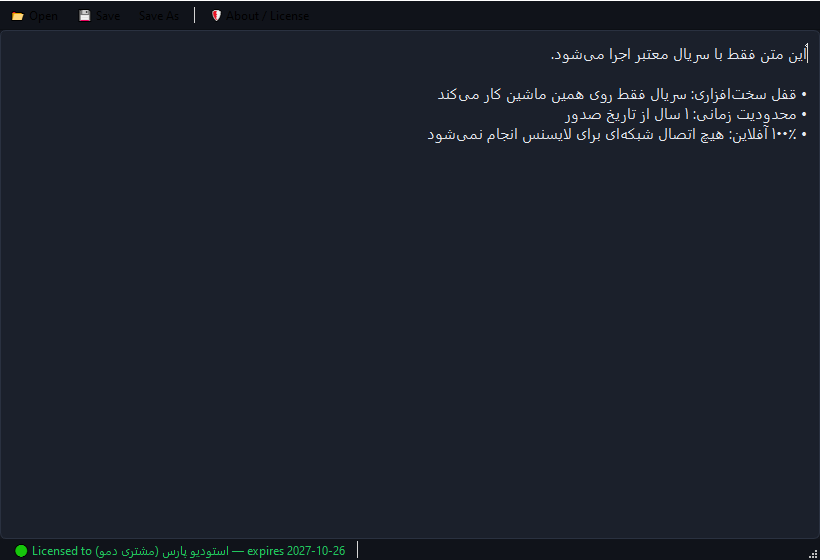 Open Save Save As About / License
این متن فقط با سریال معتبر اجرا می‌شود.
• قفل سخت‌افزاری: سریال فقط روی همین ماشین کار می‌کند
• محدودیت زمانی: ۱ سال از تاریخ صدور
• ۱۰۰٪ آفلاین: هیچ اتصال شبکه‌ای برای لایسنس انجام نمی‌شود
Licensed to استودیو پارس (مشتری دمو) — expires 2027-10-26